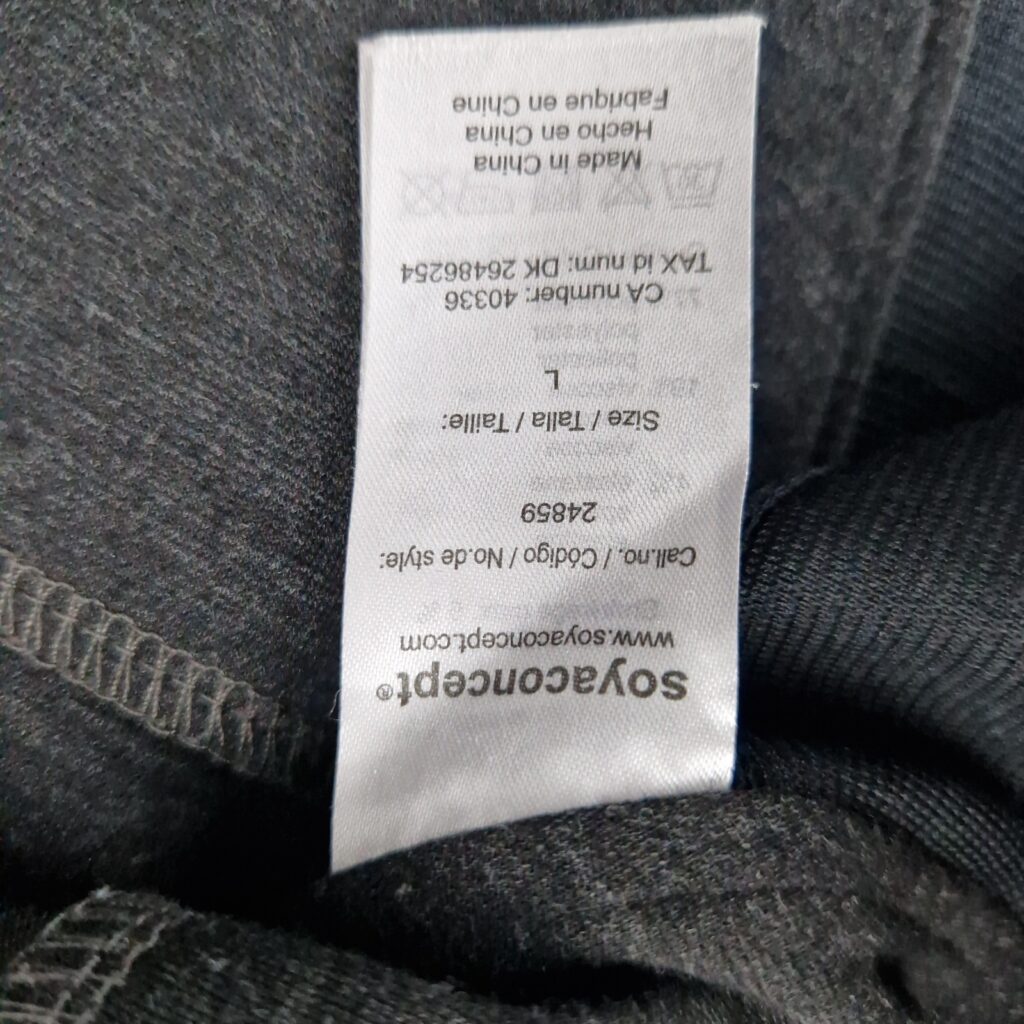 soyaconcept®
www.soyaconcept.com
Call.no. / Código / No.de style:
24859
Size / Talla / Taille:
L
CA number: 40336
TAX id num: DK 26486254
Made in China
Hecho en China
Fabrique en Chine